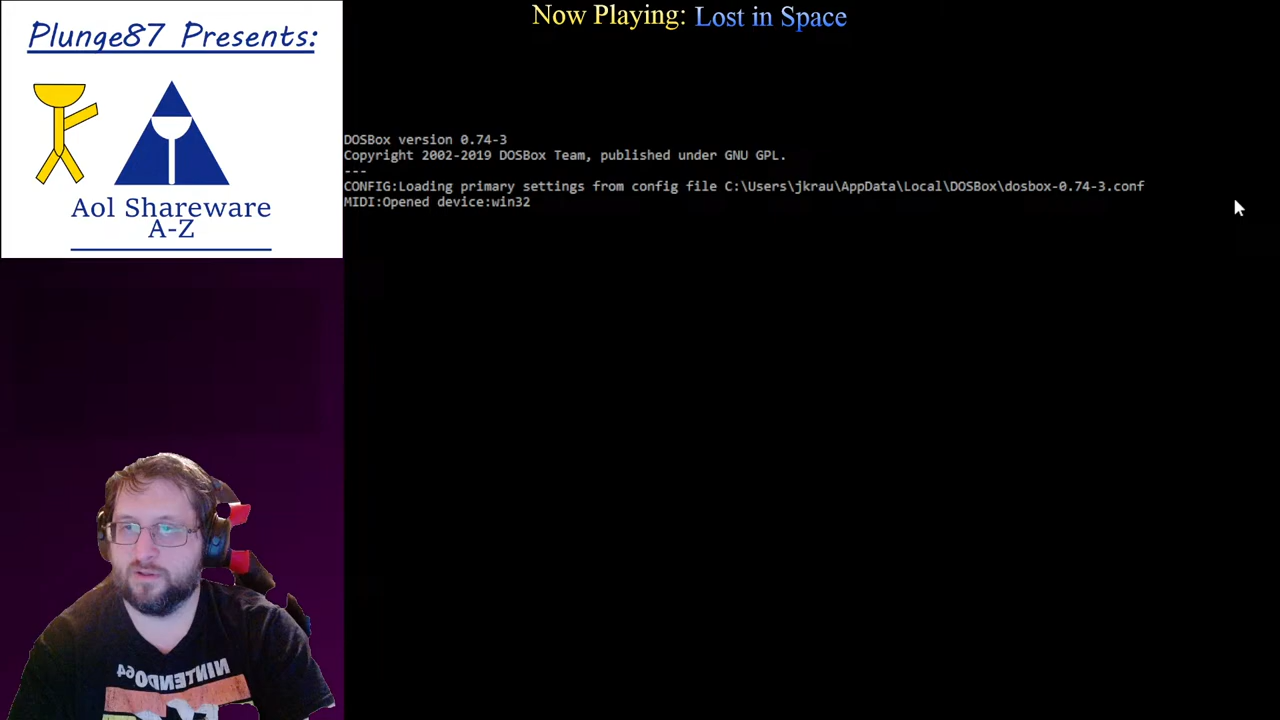 Plunge87 Presents:
Aol Shareware
A-Z
Now Playing: Lost in Space
DOSBox version 0.74-3
Copyright 2002-2019 DOSBox Team, published under GNU GPL.
---
CONFIG:Loading primary settings from config file C:\Users\jkrau\AppData\Local\DOSBox\dosbox-0.74-3.conf
MIDI:Opened device:win32
NINTENDO64